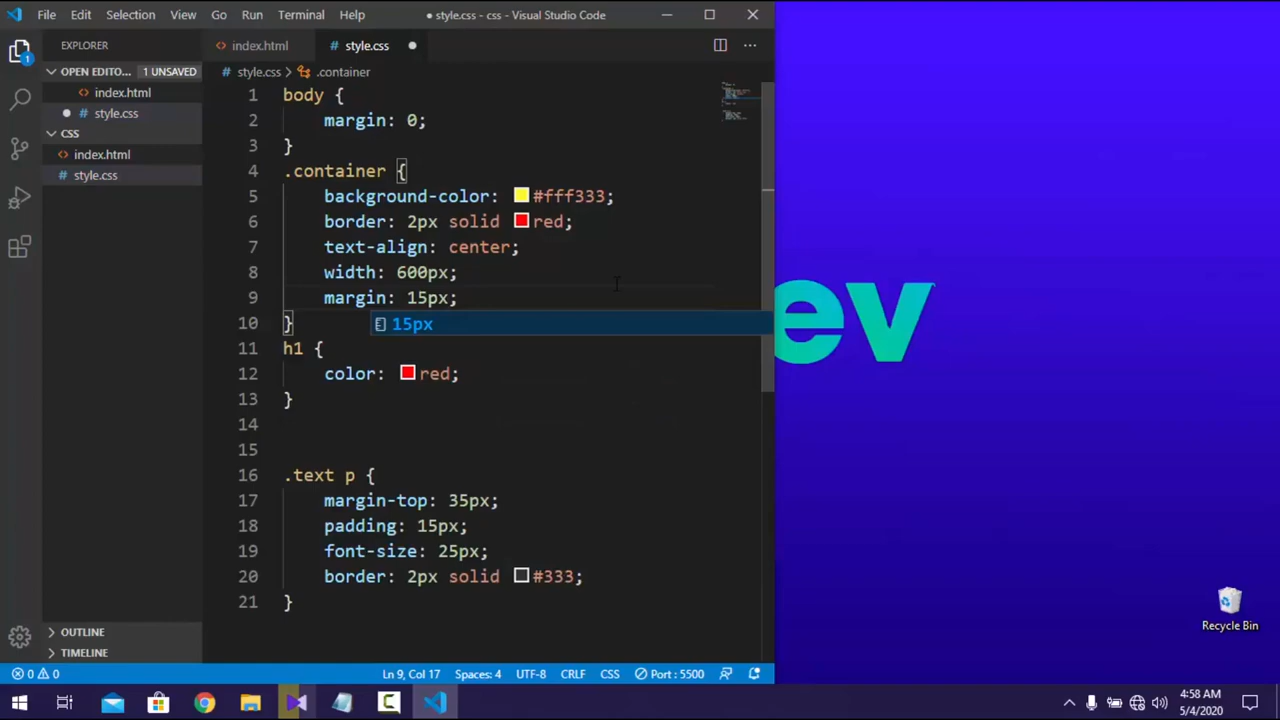 File Edit Selection View Go Run Terminal Help ● style.css - css - Visual Studio Code
EXPLORER
index.html
# style.css ●
OPEN EDITO... 1 UNSAVED
# style.css > .container
index.html
● # style.css
CSS
index.html
# style.css
1 body {
2 margin: 0;
3 }
4 .container {
5 background-color: #fff333;
6 border: 2px solid red;
7 text-align: center;
8 width: 600px;
9 margin: 15px;
10 }
15px
11 h1 {
12 color: red;
13 }
14
15
16 .text p {
17 margin-top: 35px;
18 padding: 15px;
19 font-size: 25px;
20 border: 2px solid #333;
21 }
OUTLINE
TIMELINE
ev
Recycle Bin
0 0 Ln 9, Col 17 Spaces: 4 UTF-8 CRLF CSS Port : 5500
4:58 AM
5/4/2020
1